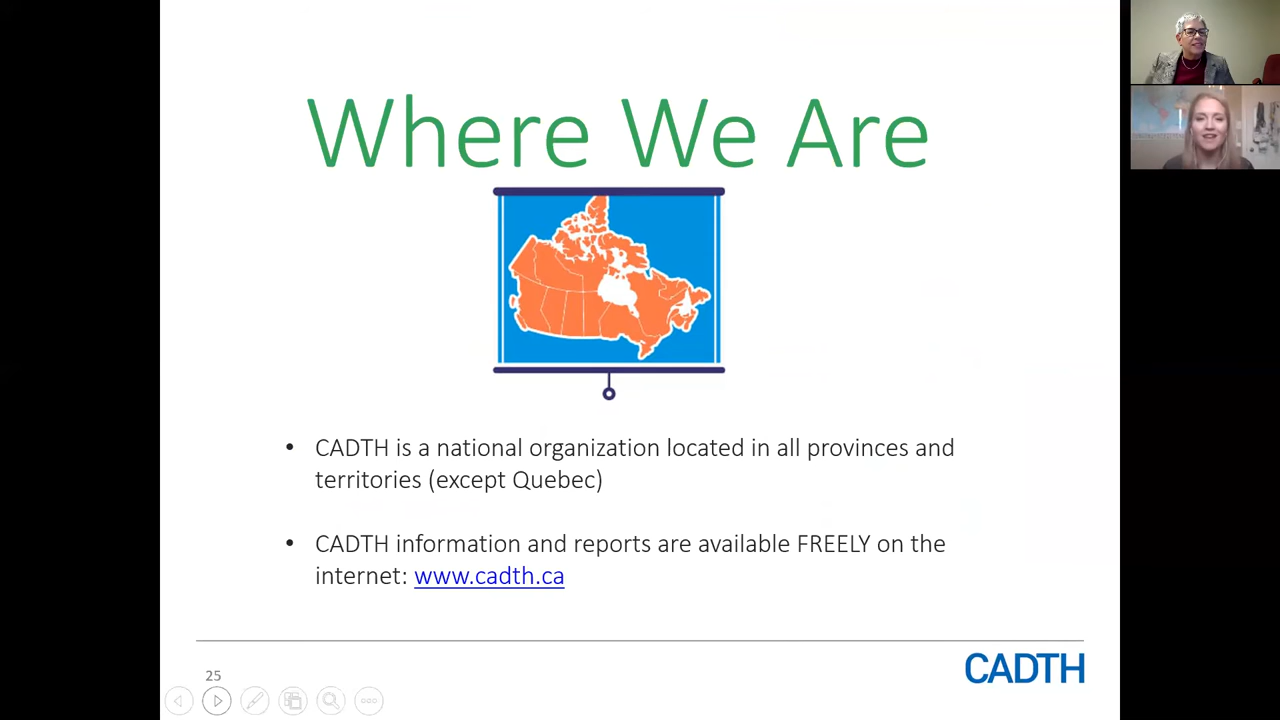 Where We Are
• CADTH is a national organization located in all provinces and
territories (except Quebec)
• CADTH information and reports are available FREELY on the
internet: www.cadth.ca
25
CADTH